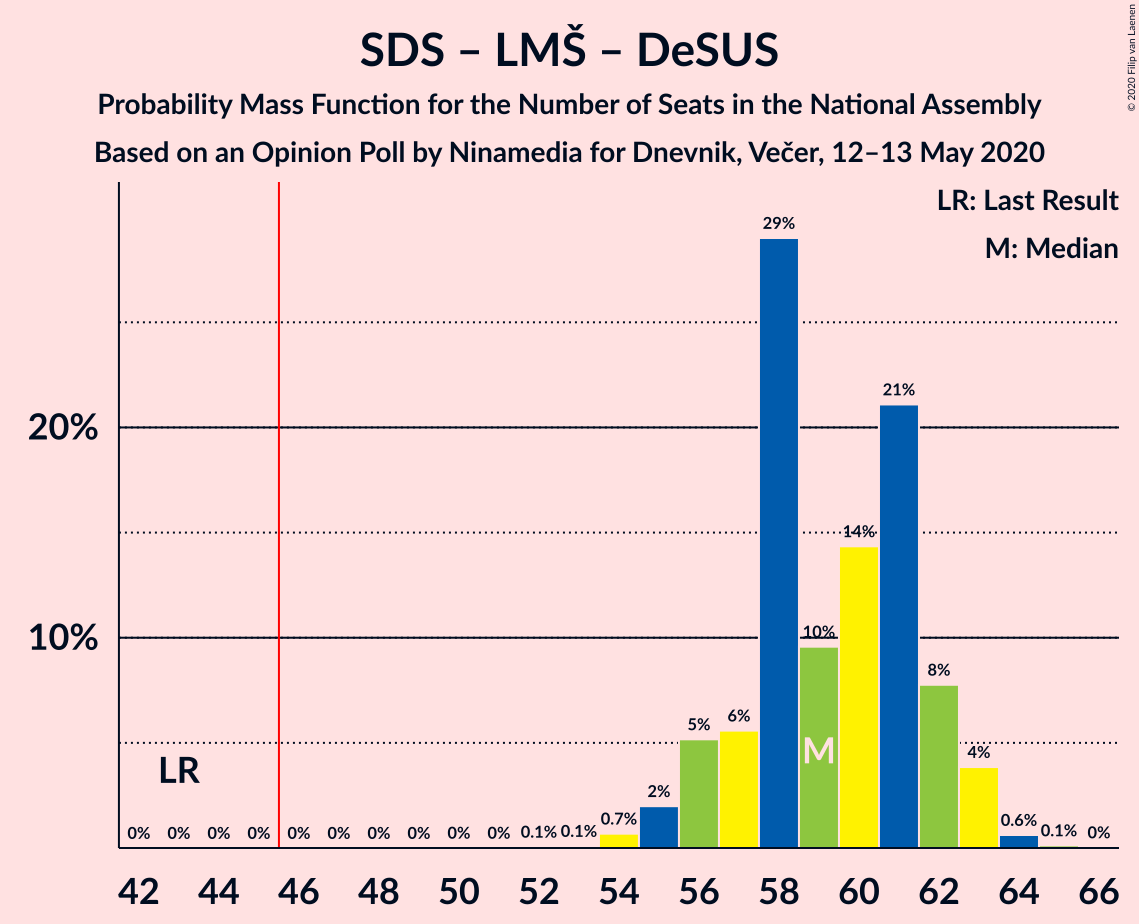 SDS – LMŠ – DeSUS
Probability Mass Function for the Number of Seats in the National Assembly
Based on an Opinion Poll by Ninamedia for Dnevnik, Večer, 12–13 May 2020
© 2020 Filip van Laenen
LR: Last Result
M: Median
29%
21%
20%
14%
10%
10%
8%
6%
5%
4%
M
LR
2%
0.7%
0.6%
0% 0% 0% 0% 0% 0% 0% 0% 0% 0% 0.1% 0.1% 0.1% 0%
42 44 46 48 50 52 54 56 58 60 62 64 66